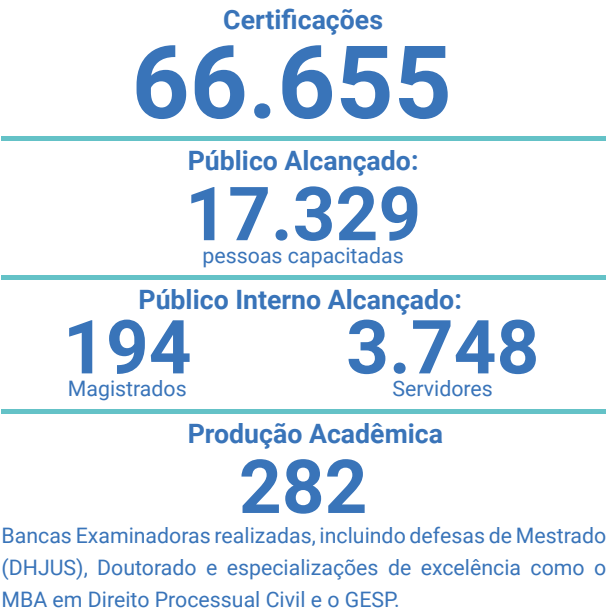 Certificações
66.655
Público Alcançado:
17.329
pessoas capacitadas
Público Interno Alcançado:
194 3.748
Magistrados Servidores
Produção Acadêmica
282
Bancas Examinadoras realizadas, incluindo defesas de Mestrado
(DHJUS), Doutorado e especializações de excelência como o
MBA em Direito Processual Civil e o GESP.